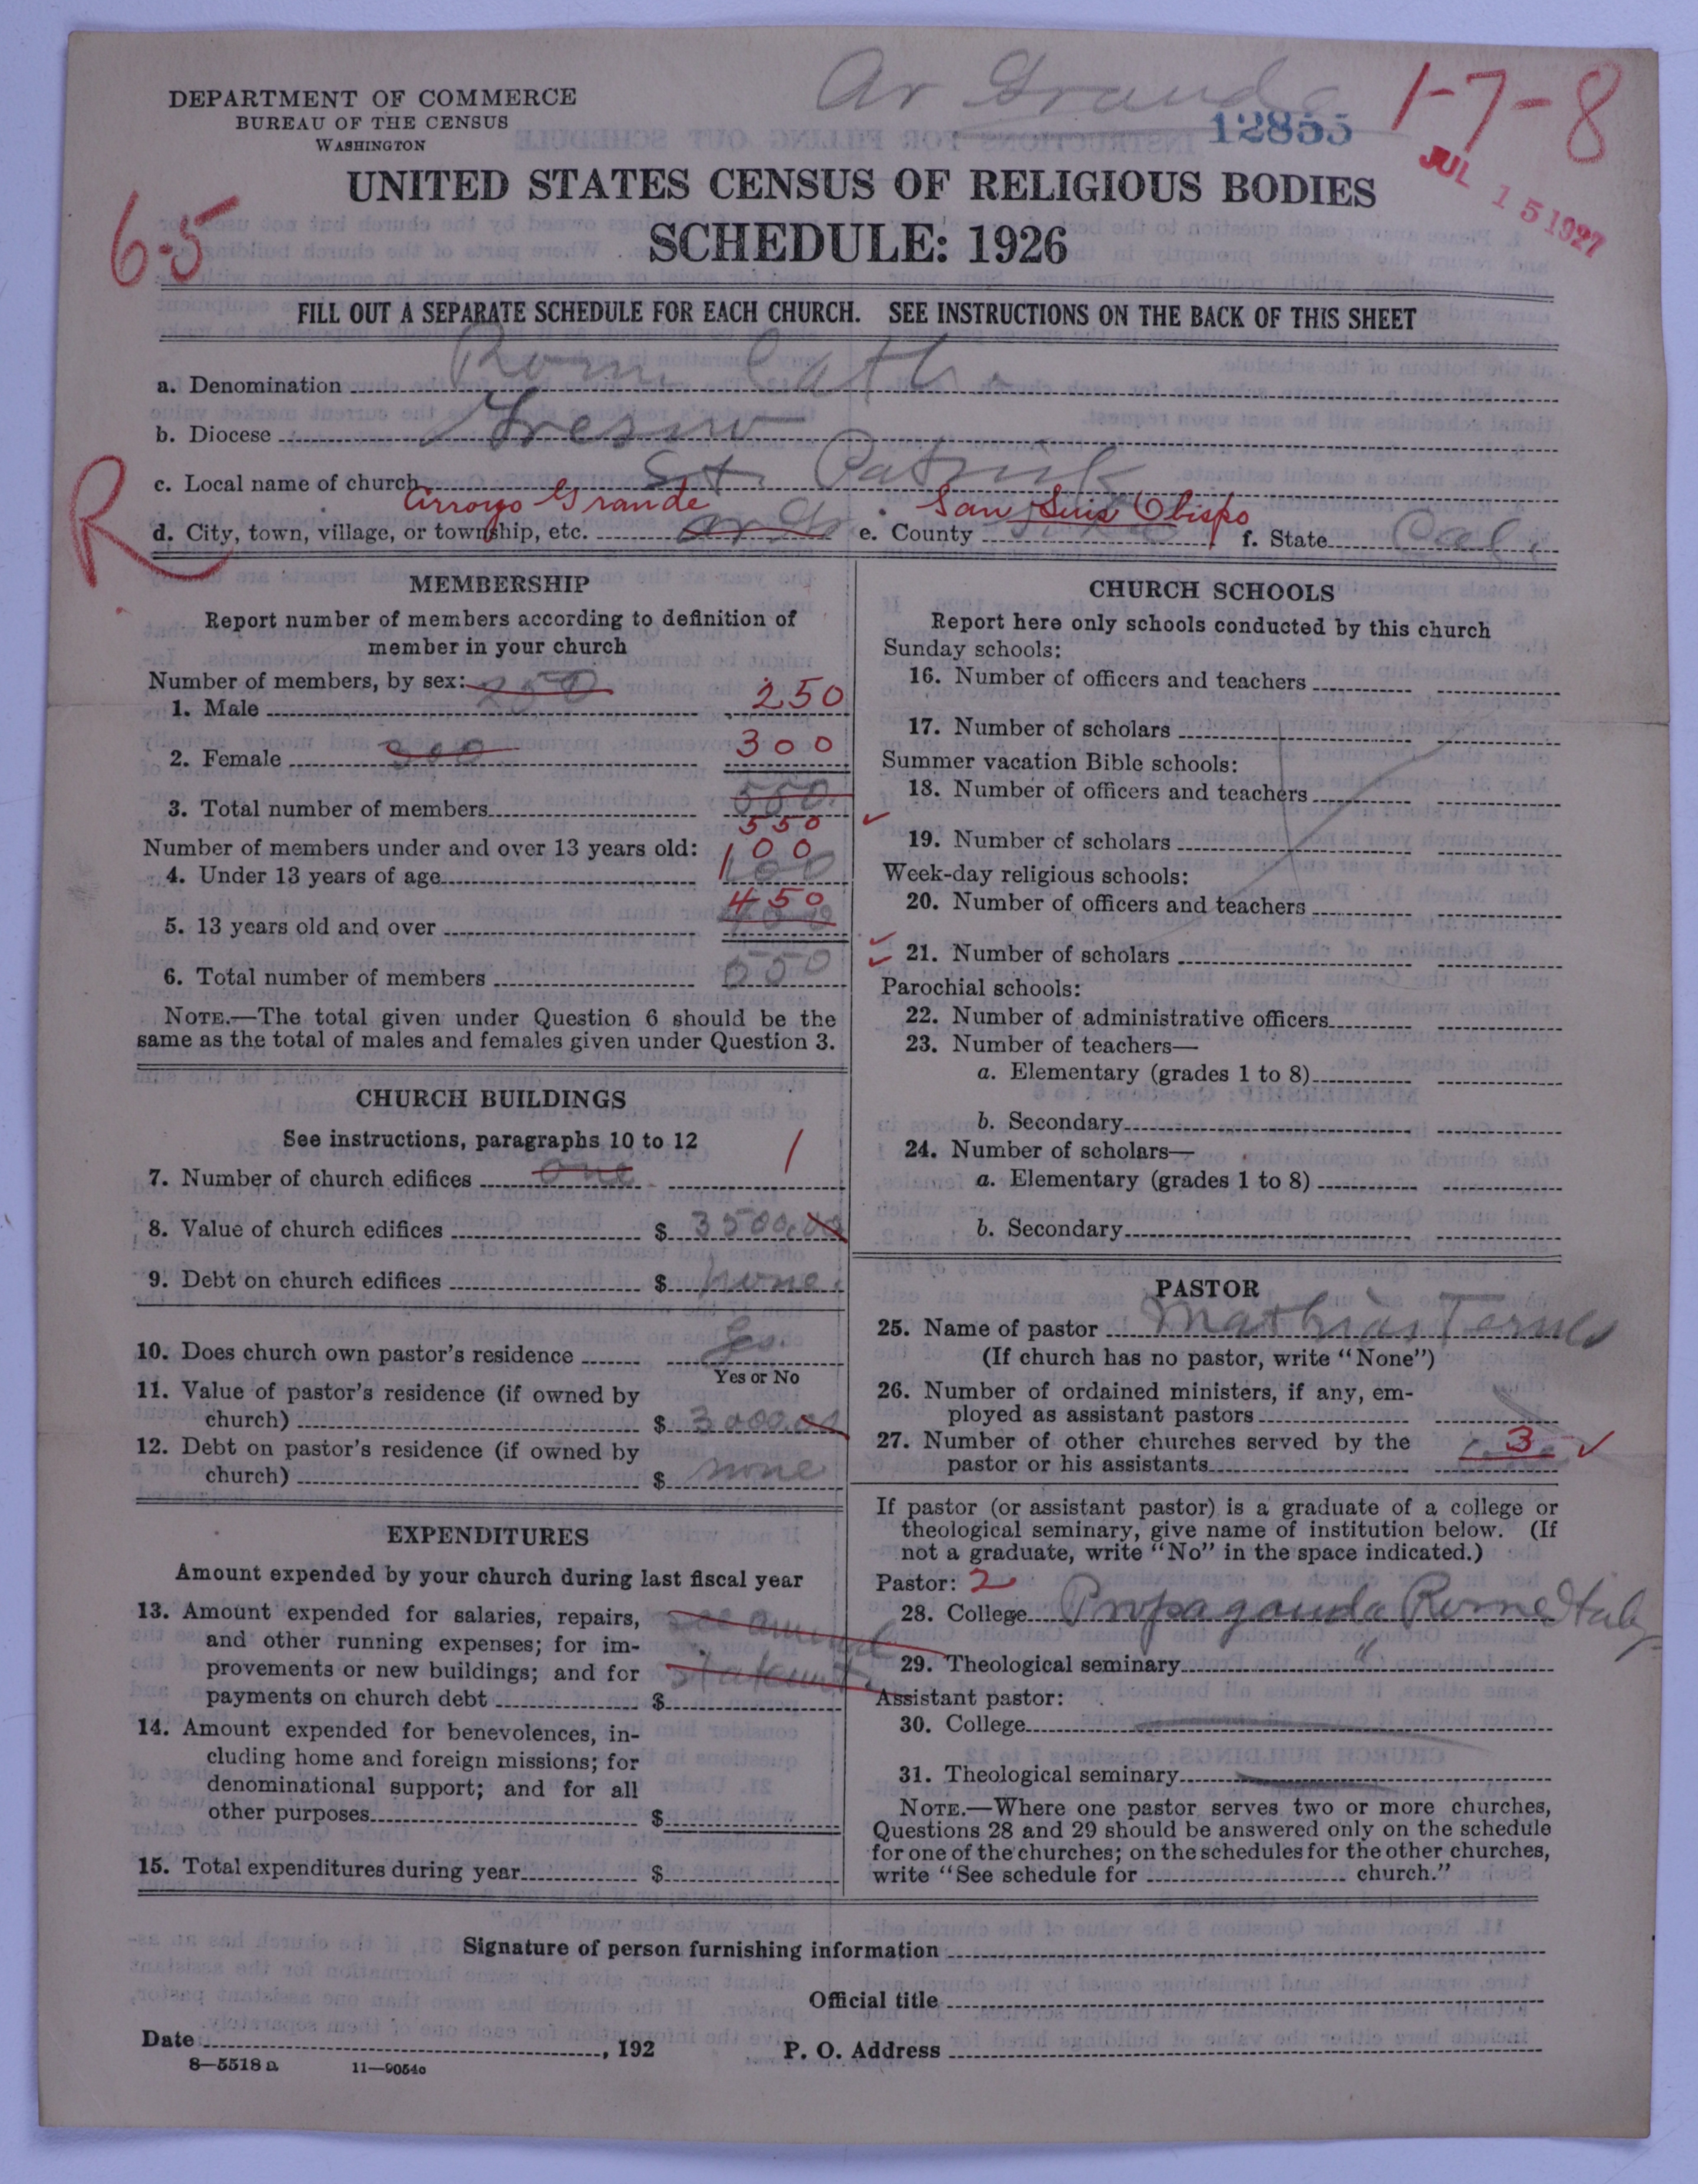 Ar Grande
12855
1-7-8
JUL 15 1927
DEPARTMENT OF COMMERCE
BUREAU OF THE CENSUS
WASHINGTON
UNITED STATES CENSUS OF RELIGIOUS BODIES
SCHEDULE: 1926
6-5
FILL OUT A SEPARATE SCHEDULE FOR EACH CHURCH. SEE INSTRUCTIONS ON THE BACK OF THIS SHEET
a. Denomination Rom Cath.
b. Diocese Fresno
c. Local name of church St. Patrick
R
Arroyo Grande San Luis Obispo
d. City, town, village, or township, etc. Ar Gr. e. County f. State Cal.
MEMBERSHIP
Report number of members according to definition of
member in your church
Number of members, by sex: 250
1. Male 250
2. Female 300 300
3. Total number of members 550
550
Number of members under and over 13 years old:
4. Under 13 years of age 100 100
5. 13 years old and over 450
6. Total number of members 550
NOTE.—The total given under Question 6 should be the
same as the total of males and females given under Question 3.
CHURCH BUILDINGS
See instructions, paragraphs 10 to 12
7. Number of church edifices one 1
8. Value of church edifices $ 3500.00
9. Debt on church edifices $ none.
10. Does church own pastor's residence Yes.
Yes or No
11. Value of pastor's residence (if owned by
church) $ 3000.00
12. Debt on pastor's residence (if owned by
church) $ none
EXPENDITURES
Amount expended by your church during last fiscal year
13. Amount expended for salaries, repairs, see annual
and other running expenses; for im-
provements or new buildings; and for statement
payments on church debt $
14. Amount expended for benevolences, in-
cluding home and foreign missions; for
denominational support; and for all
other purposes $
15. Total expenditures during year $
CHURCH SCHOOLS
Report here only schools conducted by this church
Sunday schools:
16. Number of officers and teachers
17. Number of scholars
Summer vacation Bible schools:
18. Number of officers and teachers
19. Number of scholars
Week-day religious schools:
20. Number of officers and teachers
21. Number of scholars
Parochial schools:
22. Number of administrative officers
23. Number of teachers—
a. Elementary (grades 1 to 8)
b. Secondary
24. Number of scholars—
a. Elementary (grades 1 to 8)
b. Secondary
PASTOR
25. Name of pastor Mathias Ternes
(If church has no pastor, write "None")
26. Number of ordained ministers, if any, em-
ployed as assistant pastors
27. Number of other churches served by the
pastor or his assistants 3
If pastor (or assistant pastor) is a graduate of a college or
theological seminary, give name of institution below. (If
not a graduate, write "No" in the space indicated.)
Pastor: 2
28. College Propaganda Rome Italy
29. Theological seminary "
Assistant pastor:
30. College
31. Theological seminary
NOTE.—Where one pastor serves two or more churches,
Questions 28 and 29 should be answered only on the schedule
for one of the churches; on the schedules for the other churches,
write "See schedule for church."
Signature of person furnishing information
Official title
Date , 192 P. O. Address
8—5518 a 11—9054c